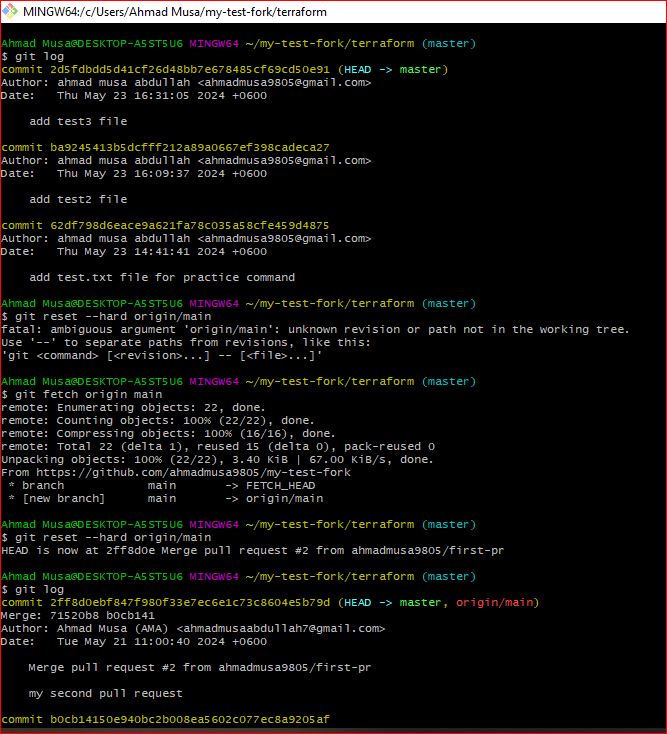 MINGW64:/c/Users/Ahmad Musa/my-test-fork/terraform
Ahmad Musa@DESKTOP-A5ST5U6 MINGW64 ~/my-test-fork/terraform (master)
$ git log
commit 2d5fdbdd5d41cf26d48bb7e678485cf69cd50e91 (HEAD -> master)
Author: ahmad musa abdullah <ahmadmusa9805@gmail.com>
Date:   Thu May 23 16:31:05 2024 +0600
    add test3 file
commit ba9245413b5dcfff212a89a0667ef398cadeca27
Author: ahmad musa abdullah <ahmadmusa9805@gmail.com>
Date:   Thu May 23 16:09:37 2024 +0600
    add test2 file
commit 62df798d6eace9a621fa78c035a58cfe459d4875
Author: ahmad musa abdullah <ahmadmusa9805@gmail.com>
Date:   Thu May 23 14:41:41 2024 +0600
    add test.txt file for practice command
Ahmad Musa@DESKTOP-A5ST5U6 MINGW64 ~/my-test-fork/terraform (master)
$ git reset --hard origin/main
fatal: ambiguous argument 'origin/main': unknown revision or path not in the working tree.
Use '--' to separate paths from revisions, like this:
'git <command> [<revision>...] -- [<file>...]'
Ahmad Musa@DESKTOP-A5ST5U6 MINGW64 ~/my-test-fork/terraform (master)
$ git fetch origin main
remote: Enumerating objects: 22, done.
remote: Counting objects: 100% (22/22), done.
remote: Compressing objects: 100% (16/16), done.
remote: Total 22 (delta 1), reused 15 (delta 0), pack-reused 0
Unpacking objects: 100% (22/22), 3.40 KiB | 67.00 KiB/s, done.
From https://github.com/ahmadmusa9805/my-test-fork
 * branch            main       -> FETCH_HEAD
 * [new branch]      main       -> origin/main
Ahmad Musa@DESKTOP-A5ST5U6 MINGW64 ~/my-test-fork/terraform (master)
$ git reset --hard origin/main
HEAD is now at 2ff8d0e Merge pull request #2 from ahmadmusa9805/first-pr
Ahmad Musa@DESKTOP-A5ST5U6 MINGW64 ~/my-test-fork/terraform (master)
$ git log
commit 2ff8d0ebf847f980f33e7ec6e1c73c8604e5b79d (HEAD -> master, origin/main)
Merge: 71520b8 b0cb141
Author: Ahmad Musa (AMA) <ahmadmusaabdullah7@gmail.com>
Date:   Tue May 21 11:00:40 2024 +0600
    Merge pull request #2 from ahmadmusa9805/first-pr
    my second pull request
commit b0cb14150e940bc2b008ea5602c077ec8a9205af